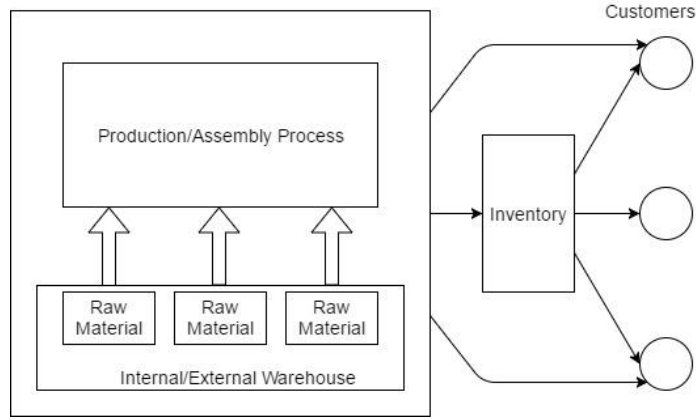 Customers
Production/Assembly Process
Inventory
Raw
Material
Raw
Material
Raw
Material
Internal/External Warehouse